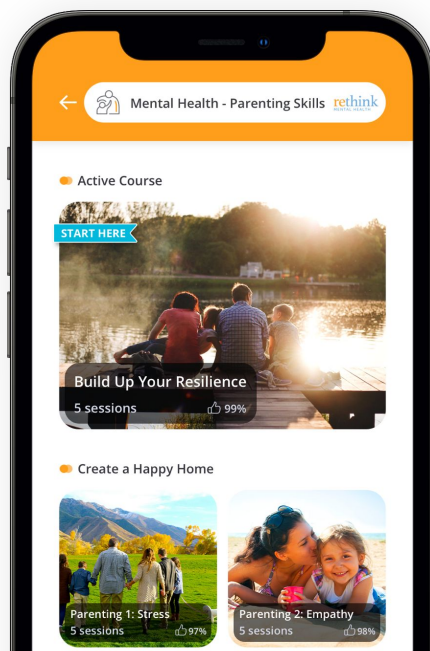 Mental Health - Parenting Skills
rethink
MENTAL HEALTH
Active Course
START HERE
Build Up Your Resilience
5 sessions
99%
Create a Happy Home
Parenting 1: Stress
5 sessions
97%
Parenting 2: Empathy
5 sessions
98%